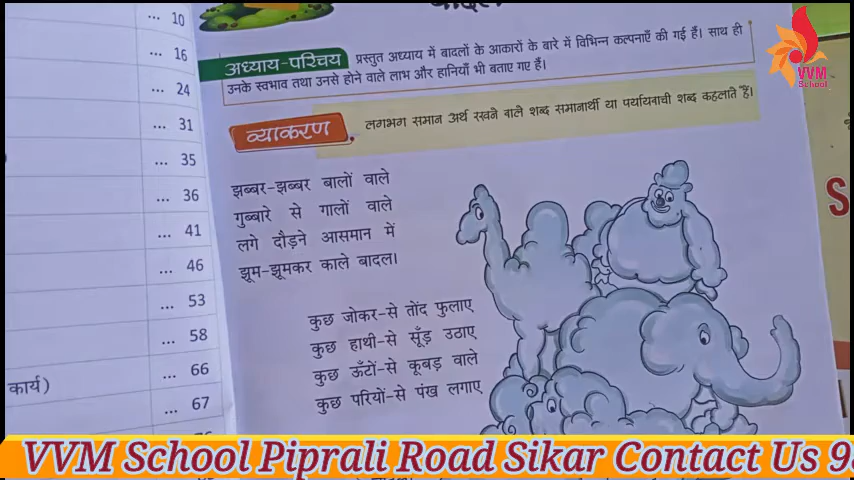 ... 10
... 16
... 24
... 31
... 35
... 36
... 41
... 46
... 53
... 58
... 66
कार्य)
... 67
बादल
अध्याय-परिचय प्रस्तुत अध्याय में बादलों के आकारों के बारे में विभिन्न कल्पनाएँ की गई हैं। साथ ही
उनके स्वभाव तथा उनसे होने वाले लाभ और हानियाँ भी बताए गए हैं।
व्याकरण लगभग समान अर्थ रखने वाले शब्द समानार्थी या पर्यायवाची शब्द कहलाते हैं।
झब्बर-झब्बर बालों वाले
गुब्बारे से गालों वाले
लगे दौड़ने आसमान में
झूम-झूमकर काले बादल।
कुछ जोकर-से तोंद फुलाए
कुछ हाथी-से सूँड़ उठाए
कुछ ऊँटों-से कूबड़ वाले
कुछ परियों-से पंख लगाए
VVM
School
S
VVM School Piprali Road Sikar Contact Us 9